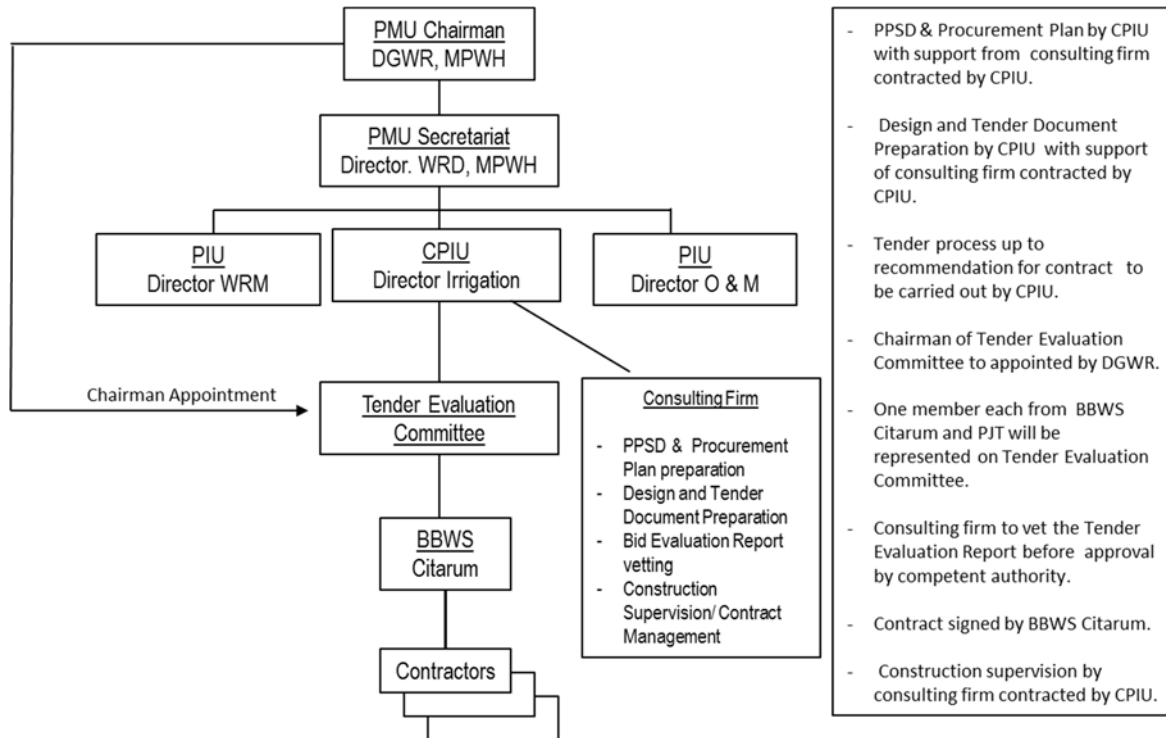 PMU Chairman
DGWR, MPWH
PMU Secretariat
Director. WRD, MPWH
PIU
Director WRM
CPIU
Director Irrigation
PIU
Director O & M
Chairman Appointment
Tender Evaluation
Committee
BBWS
Citarum
Contractors
Consulting Firm
- PPSD & Procurement
Plan preparation
- Design and Tender
Document Preparation
- Bid Evaluation Report
vetting
- Construction
Supervision/ Contract
Management
- PPSD & Procurement Plan by CPIU
with support from consulting firm
contracted by CPIU.
- Design and Tender Document
Preparation by CPIU with support
of consulting firm contracted by
CPIU.
- Tender process up to
recommendation for contract to
be carried out by CPIU.
- Chairman of Tender Evaluation
Committee to appointed by DGWR.
- One member each from BBWS
Citarum and PJT will be
represented on Tender Evaluation
Committee.
- Consulting firm to vet the Tender
Evaluation Report before approval
by competent authority.
- Contract signed by BBWS Citarum.
- Construction supervision by
consulting firm contracted by CPIU.